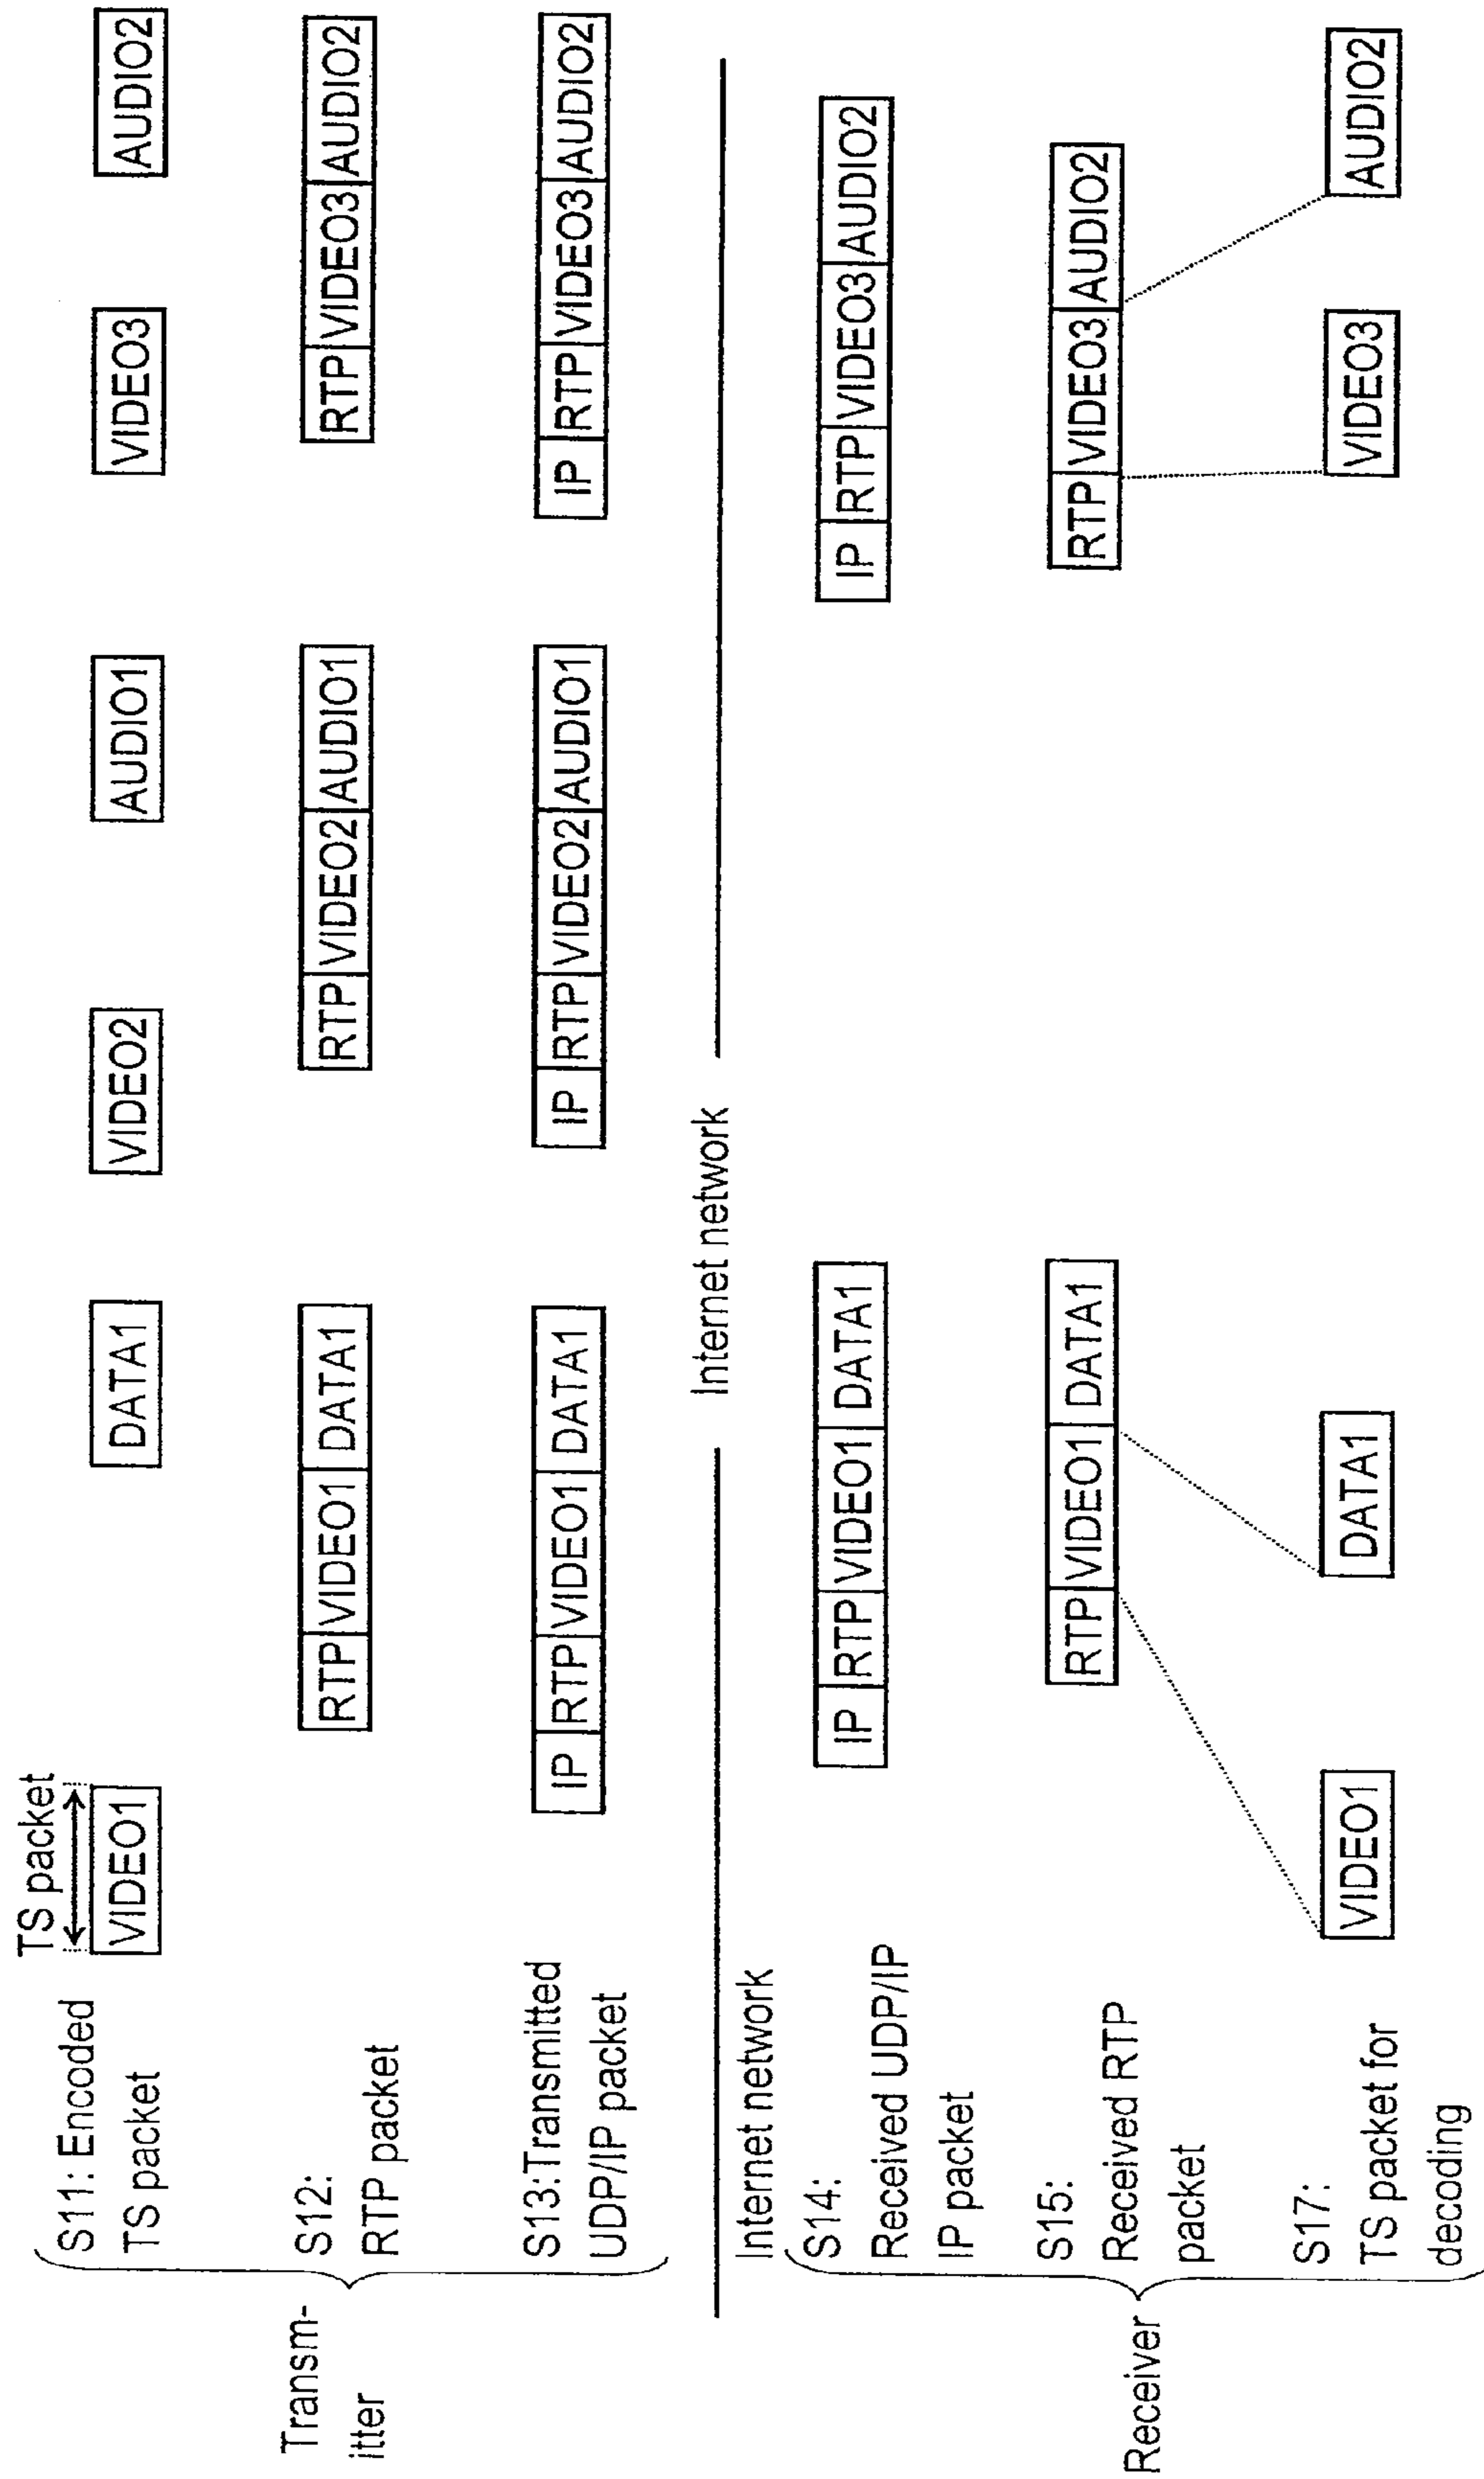 TS packet
S11: Encoded
TS packet
VIDEO1 DATA1 VIDEO2 AUDIO1 VIDEO3 AUDIO2
Transm-
itter
S12:
RTP packet
RTP VIDEO1 DATA1 RTP VIDEO2 AUDIO1 RTP VIDEO3 AUDIO2
S13:Transmitted
UDP/IP packet
IP RTP VIDEO1 DATA1 IP RTP VIDEO2 AUDIO1 IP RTP VIDEO3 AUDIO2
Internet network
Internet network
S14:
Received UDP/IP
IP packet
IP RTP VIDEO1 DATA1 IP RTP VIDEO3 AUDIO2
Receiver
S15:
Received RTP
packet
RTP VIDEO1 DATA1 RTP VIDEO3 AUDIO2
S17:
TS packet for
decoding
VIDEO1 DATA1 VIDEO3 AUDIO2